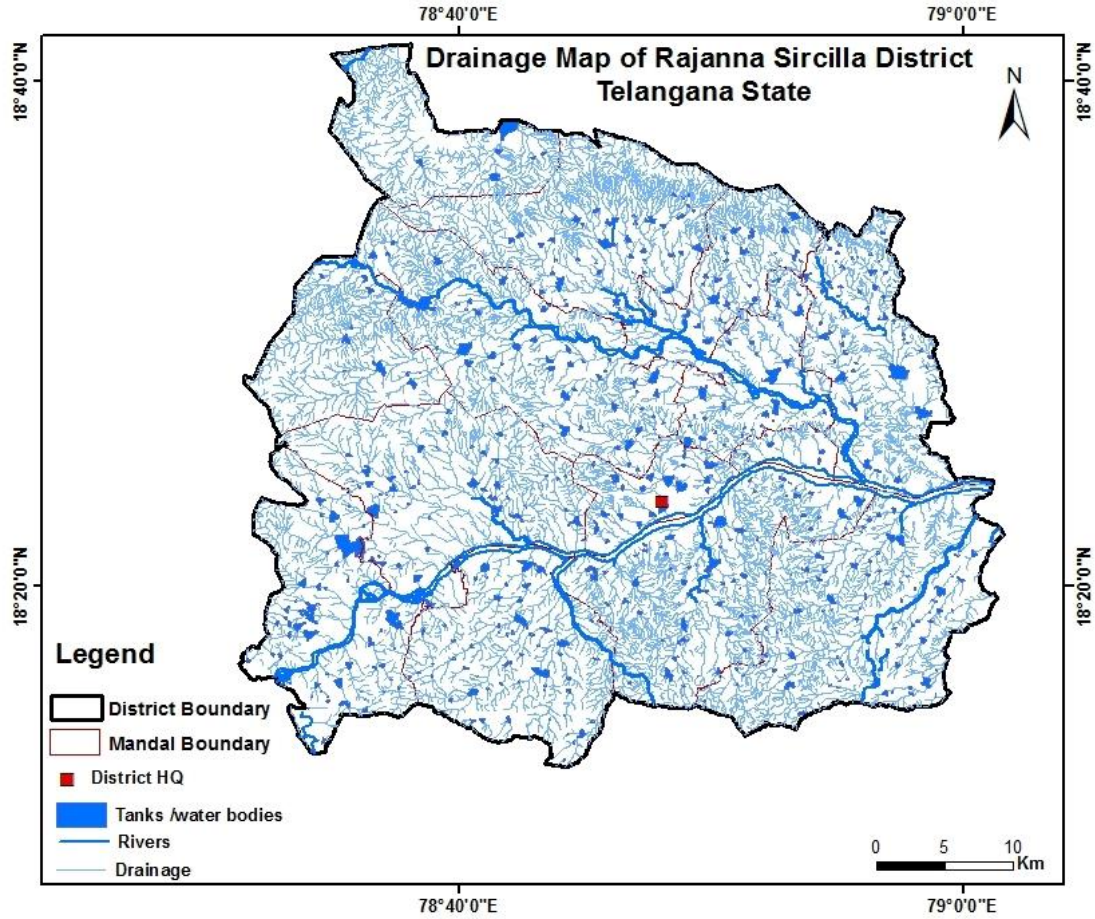 78°40'0"E 79°0'0"E
Drainage Map of Rajanna Sircilla District
Telangana State
N
18°40'0"N 18°40'0"N
18°20'0"N 18°20'0"N
Legend
District Boundary
Mandal Boundary
District HQ
Tanks /water bodies
Rivers
Drainage
0 5 10
Km
78°40'0"E 79°0'0"E